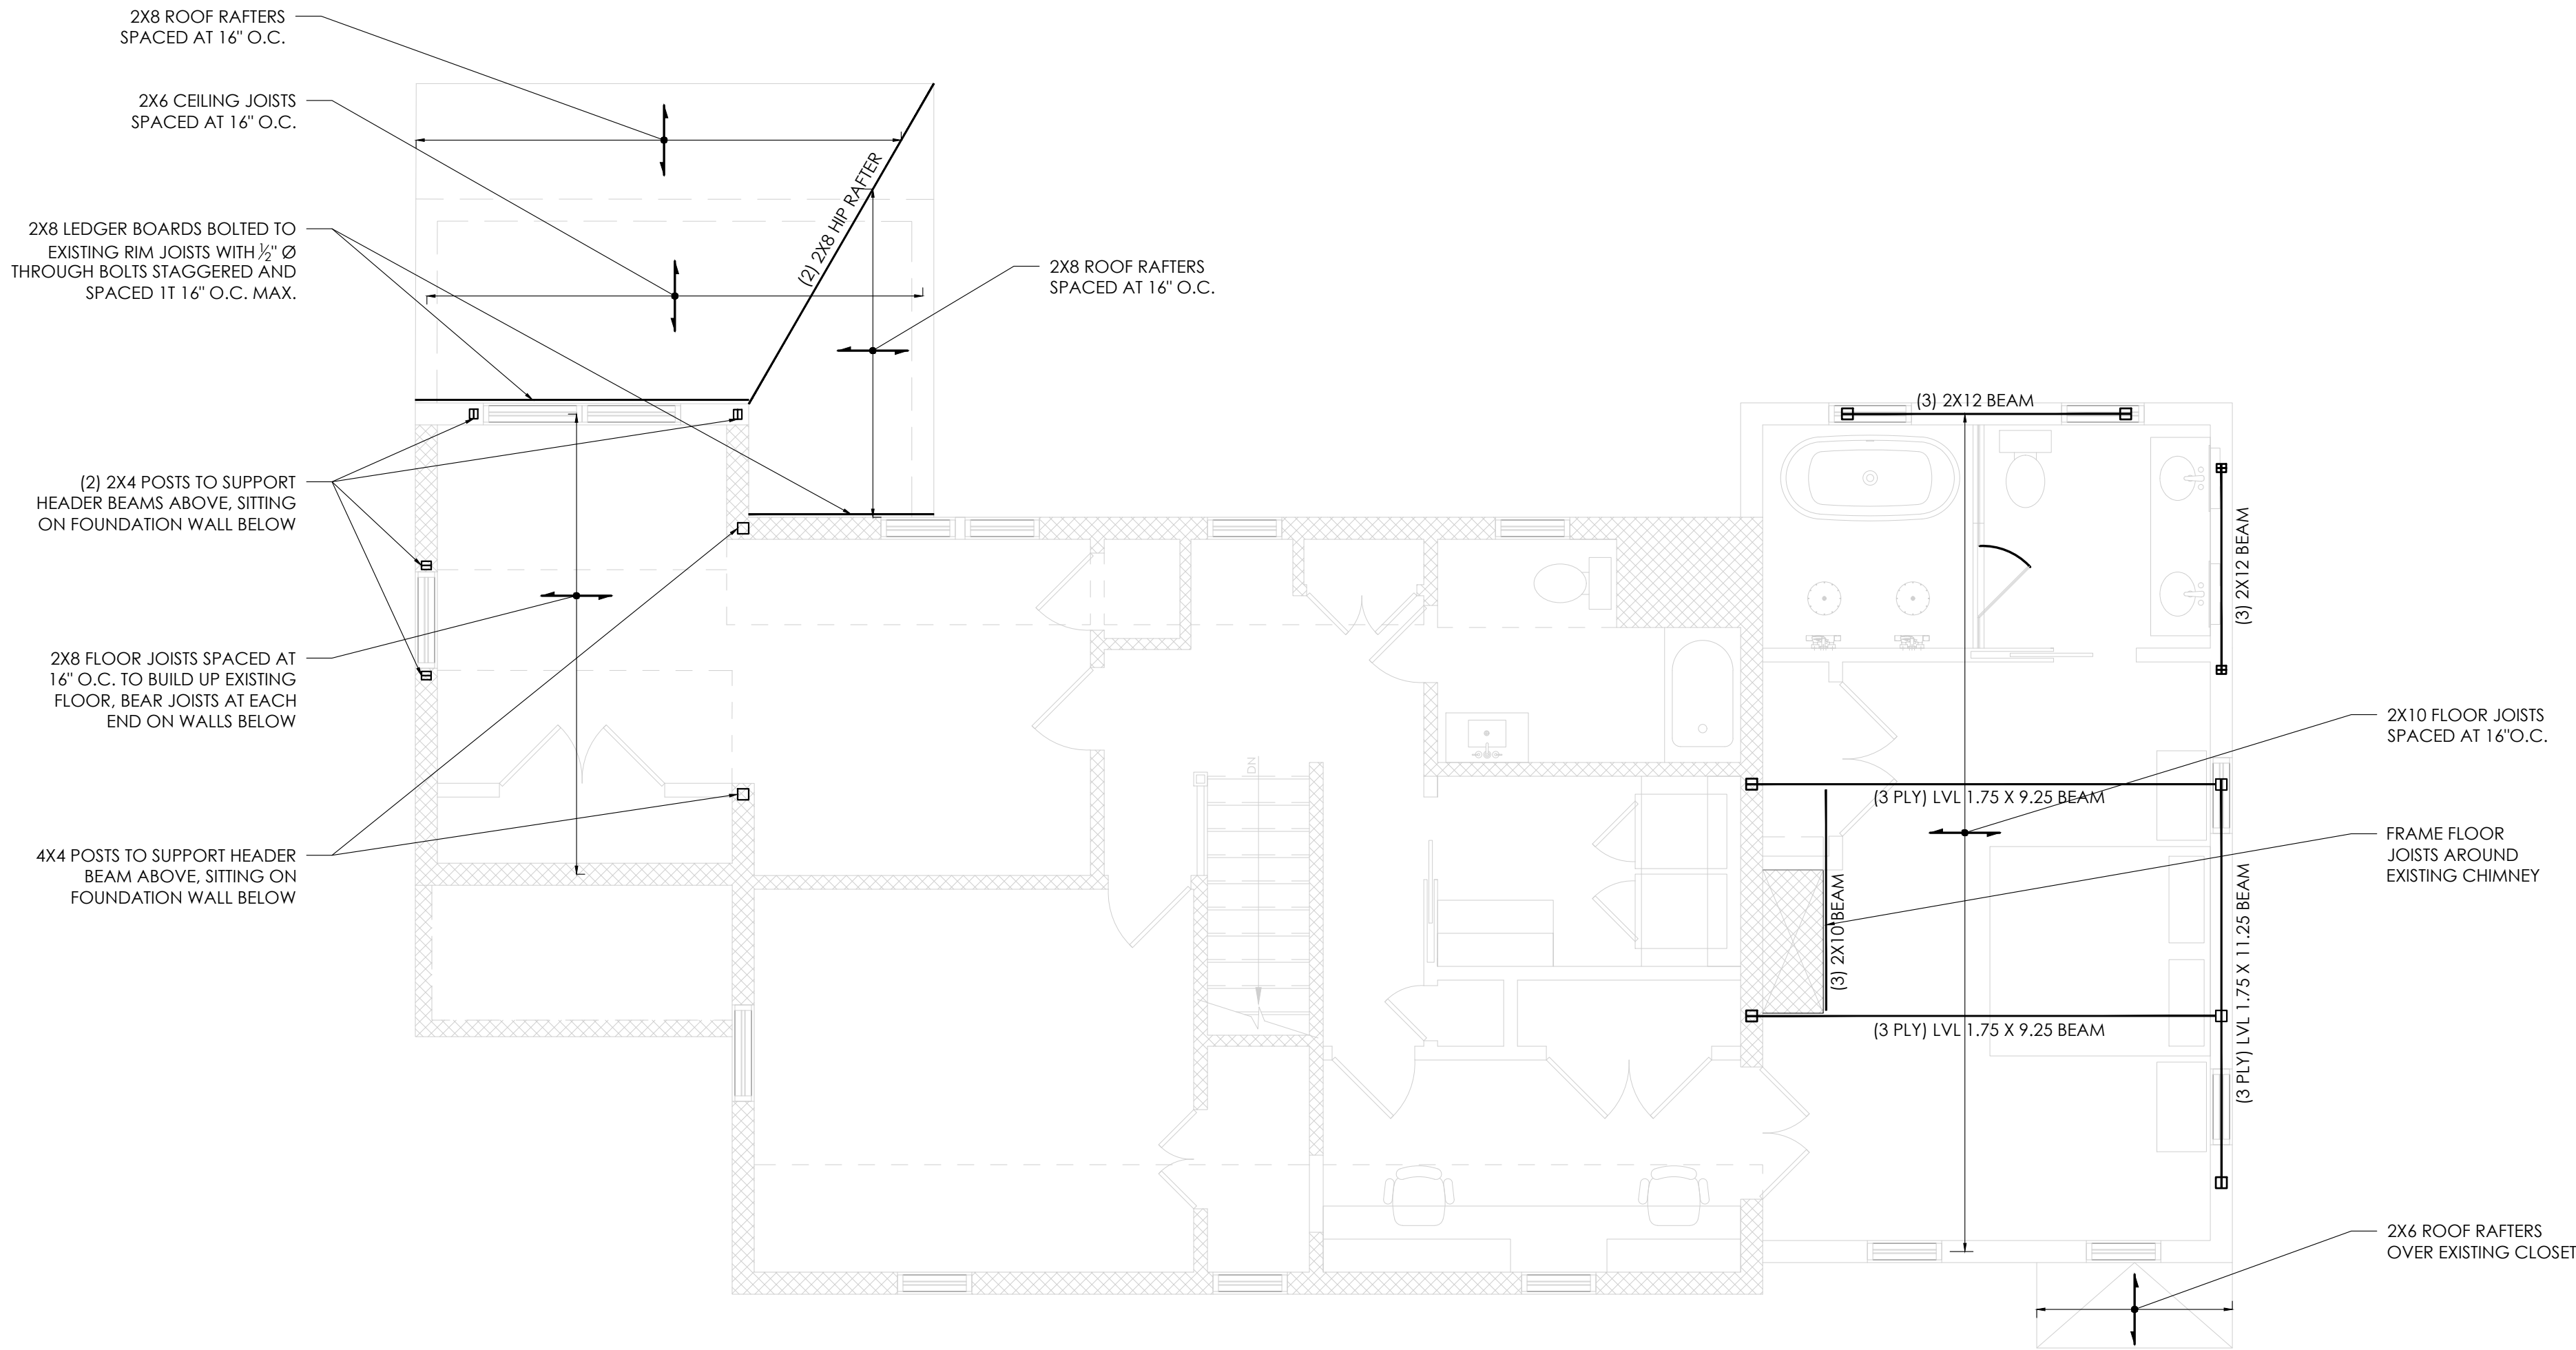 2X8 ROOF RAFTERS
SPACED AT 16" O.C.
2X6 CEILING JOISTS
SPACED AT 16" O.C.
2X8 LEDGER BOARDS BOLTED TO
EXISTING RIM JOISTS WITH ½" Ø
THROUGH BOLTS STAGGERED AND
SPACED 1T 16" O.C. MAX.
(2) 2X4 POSTS TO SUPPORT
HEADER BEAMS ABOVE, SITTING
ON FOUNDATION WALL BELOW
2X8 FLOOR JOISTS SPACED AT
16" O.C. TO BUILD UP EXISTING
FLOOR, BEAR JOISTS AT EACH
END ON WALLS BELOW
4X4 POSTS TO SUPPORT HEADER
BEAM ABOVE, SITTING ON
FOUNDATION WALL BELOW
(2) 2X8 HIP RAFTER
2X8 ROOF RAFTERS
SPACED AT 16" O.C.
DN
(3) 2X12 BEAM
(3) 2X12 BEAM
(3 PLY) LVL 1.75 X 9.25 BEAM
(3) 2X10 BEAM
(3 PLY) LVL 1.75 X 9.25 BEAM
(3 PLY) LVL 1.75 X 11.25 BEAM
2X10 FLOOR JOISTS
SPACED AT 16"O.C.
FRAME FLOOR
JOISTS AROUND
EXISTING CHIMNEY
2X6 ROOF RAFTERS
OVER EXISTING CLOSET